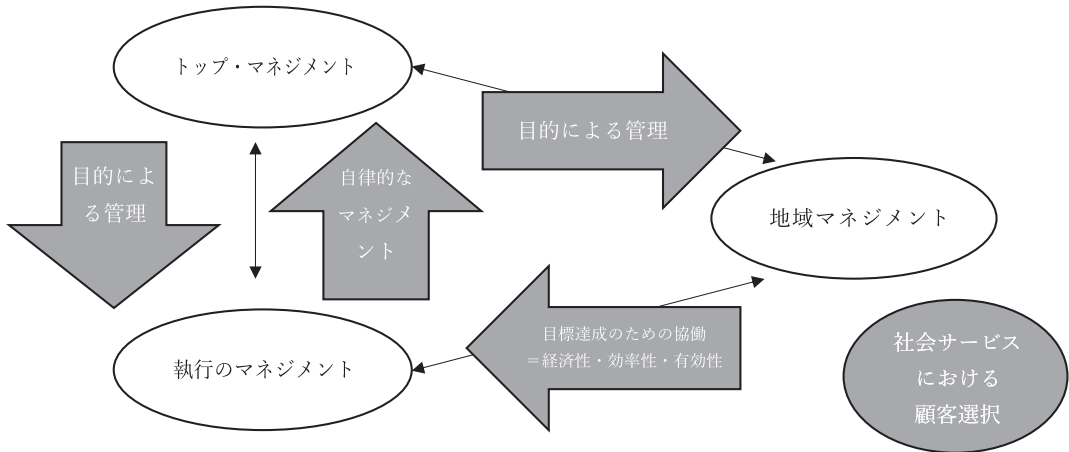 トップ・マネジメント
目的による管理
目的によ
る管理
自律的な
マネジメ
ント
地域マネジメント
目標達成のための協働
＝経済性・効率性・有効性
執行のマネジメント
社会サービス
における
顧客選択